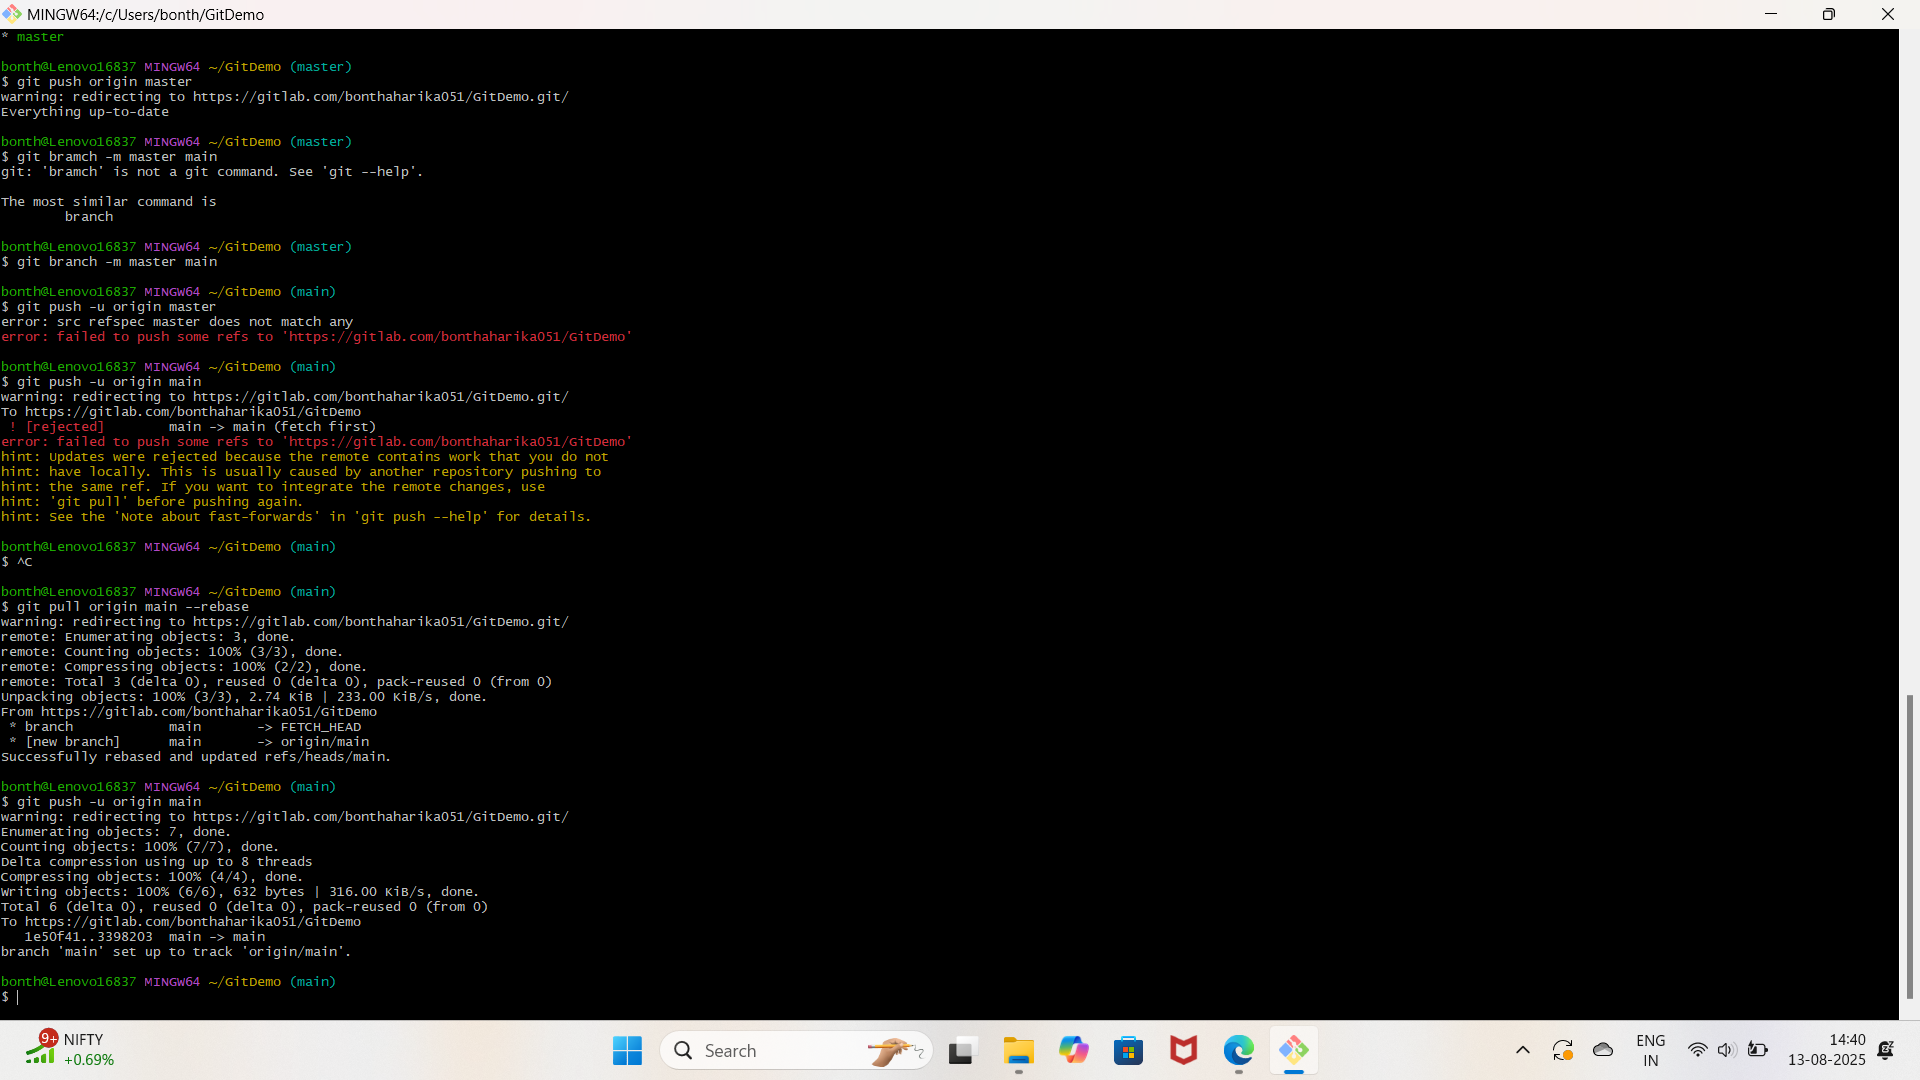 MINGW64:/c/Users/bonth/GitDemo
* master
bonth@Lenovo16837 MINGW64 ~/GitDemo (master)
$ git push origin master
warning: redirecting to https://gitlab.com/bonthaharika051/GitDemo.git/
Everything up-to-date
bonth@Lenovo16837 MINGW64 ~/GitDemo (master)
$ git bramch -m master main
git: 'bramch' is not a git command. See 'git --help'.
The most similar command is
branch
bonth@Lenovo16837 MINGW64 ~/GitDemo (master)
$ git branch -m master main
bonth@Lenovo16837 MINGW64 ~/GitDemo (main)
$ git push -u origin master
error: src refspec master does not match any
error: failed to push some refs to 'https://gitlab.com/bonthaharika051/GitDemo'
bonth@Lenovo16837 MINGW64 ~/GitDemo (main)
$ git push -u origin main
warning: redirecting to https://gitlab.com/bonthaharika051/GitDemo.git/
To https://gitlab.com/bonthaharika051/GitDemo
! [rejected]        main -> main (fetch first)
error: failed to push some refs to 'https://gitlab.com/bonthaharika051/GitDemo'
hint: Updates were rejected because the remote contains work that you do not
hint: have locally. This is usually caused by another repository pushing to
hint: the same ref. If you want to integrate the remote changes, use
hint: 'git pull' before pushing again.
hint: See the 'Note about fast-forwards' in 'git push --help' for details.
bonth@Lenovo16837 MINGW64 ~/GitDemo (main)
$ ^C
bonth@Lenovo16837 MINGW64 ~/GitDemo (main)
$ git pull origin main --rebase
warning: redirecting to https://gitlab.com/bonthaharika051/GitDemo.git/
remote: Enumerating objects: 3, done.
remote: Counting objects: 100% (3/3), done.
remote: Compressing objects: 100% (2/2), done.
remote: Total 3 (delta 0), reused 0 (delta 0), pack-reused 0 (from 0)
Unpacking objects: 100% (3/3), 2.74 KiB | 233.00 KiB/s, done.
From https://gitlab.com/bonthaharika051/GitDemo
* branch            main       -> FETCH_HEAD
* [new branch]      main       -> origin/main
Successfully rebased and updated refs/heads/main.
bonth@Lenovo16837 MINGW64 ~/GitDemo (main)
$ git push -u origin main
warning: redirecting to https://gitlab.com/bonthaharika051/GitDemo.git/
Enumerating objects: 7, done.
Counting objects: 100% (7/7), done.
Delta compression using up to 8 threads
Compressing objects: 100% (4/4), done.
Writing objects: 100% (6/6), 632 bytes | 316.00 KiB/s, done.
Total 6 (delta 0), reused 0 (delta 0), pack-reused 0 (from 0)
To https://gitlab.com/bonthaharika051/GitDemo
1e50f41..3398203  main -> main
branch 'main' set up to track 'origin/main'.
bonth@Lenovo16837 MINGW64 ~/GitDemo (main)
$
9+ NIFTY
+0.69%
Search
ENG
IN
14:40
13-08-2025